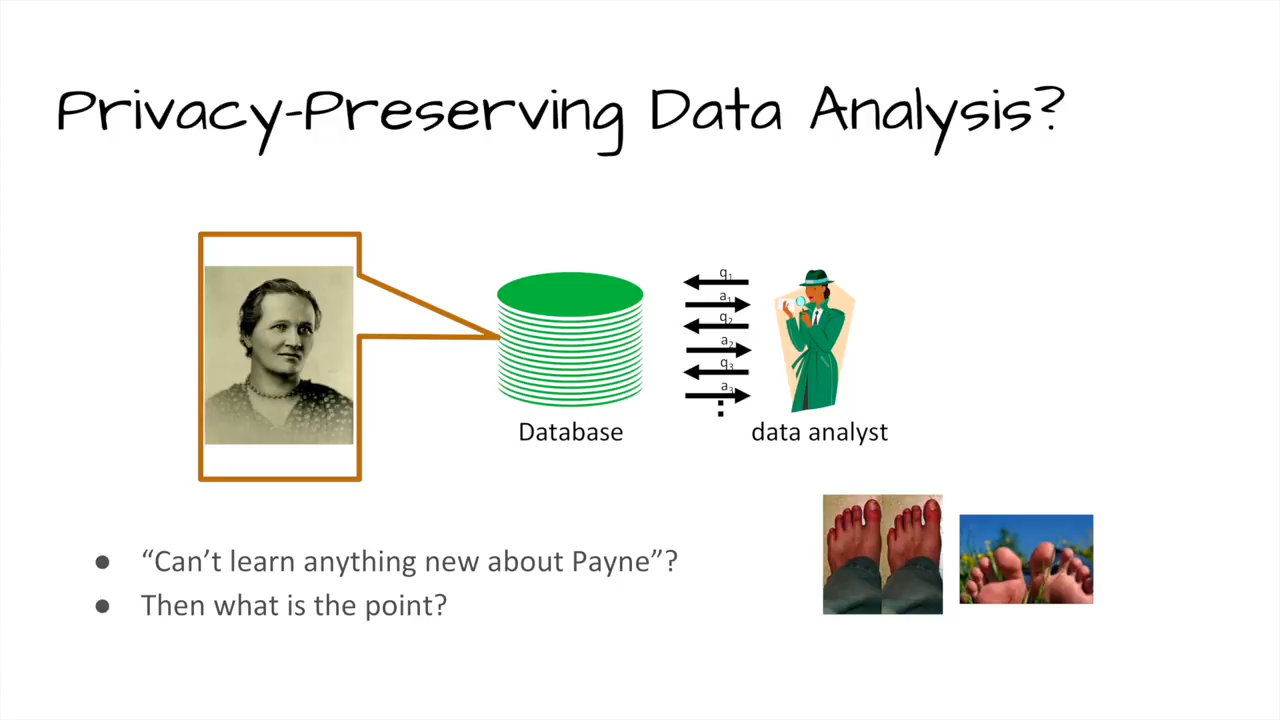 Privacy-Preserving Data Analysis?
q₁
a₁
q₂
a₂
q₃
a₃
Database
data analyst
● “Can’t learn anything new about Payne”?
● Then what is the point?